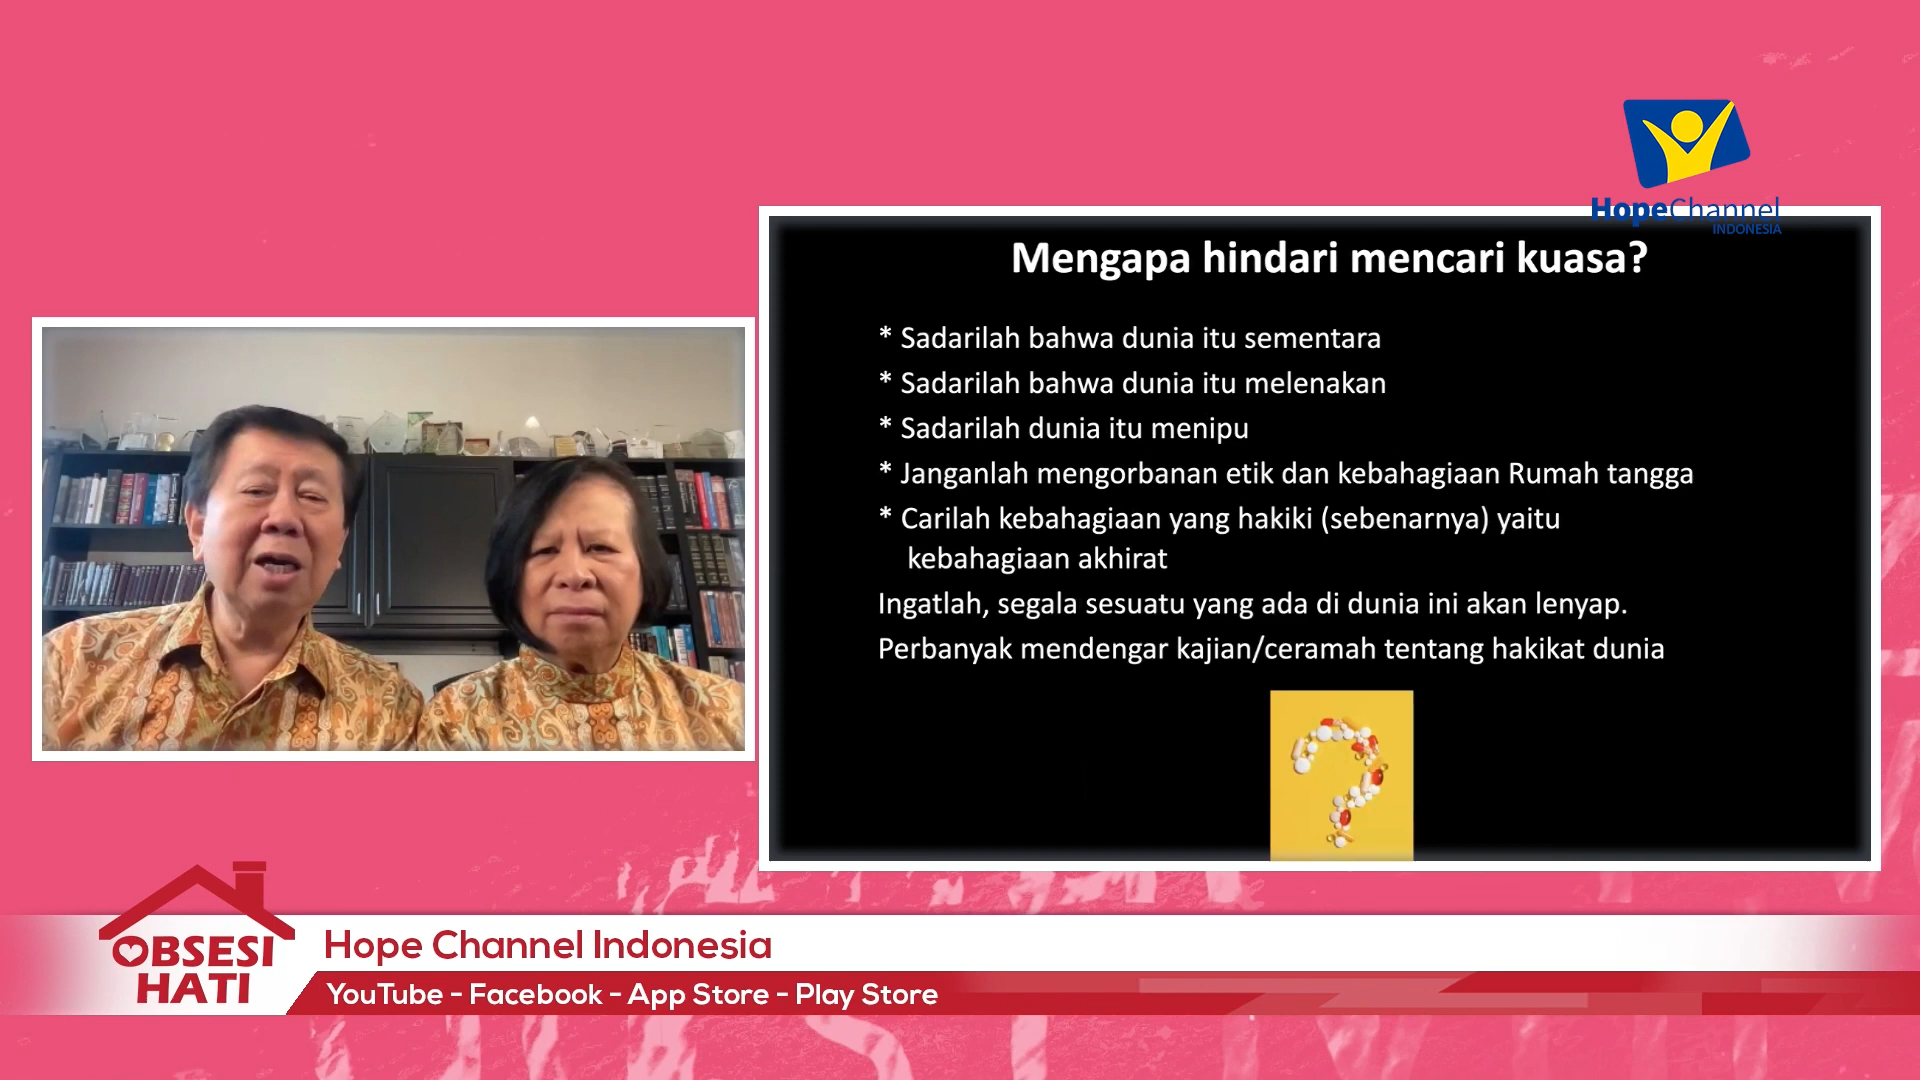 HopeChannel
INDONESIA
Mengapa hindari mencari kuasa?
* Sadarilah bahwa dunia itu sementara
* Sadarilah bahwa dunia itu melenakan
* Sadarilah dunia itu menipu
* Janganlah mengorbanan etik dan kebahagiaan Rumah tangga
* Carilah kebahagiaan yang hakiki (sebenarnya) yaitu
kebahagiaan akhirat
Ingatlah, segala sesuatu yang ada di dunia ini akan lenyap.
Perbanyak mendengar kajian/ceramah tentang hakikat dunia
OBSESI
HATI
Hope Channel Indonesia
YouTube - Facebook - App Store - Play Store